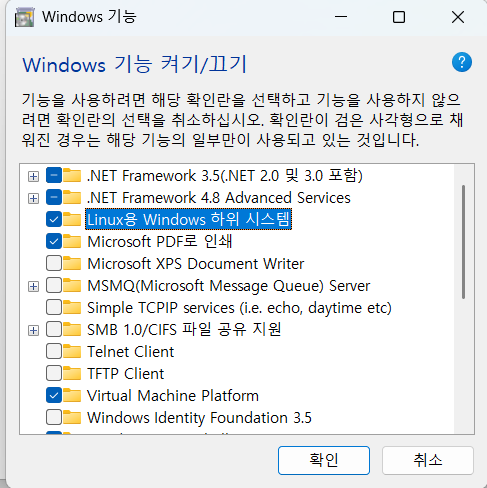 Windows 기능
Windows 기능 켜기/끄기
기능을 사용하려면 해당 확인란을 선택하고 기능을 사용하지 않으
려면 확인란의 선택을 취소하십시오. 확인란이 검은 사각형으로 채
워진 경우는 해당 기능의 일부만이 사용되고 있는 것입니다.
.NET Framework 3.5(.NET 2.0 및 3.0 포함)
.NET Framework 4.8 Advanced Services
Linux용 Windows 하위 시스템
Microsoft PDF로 인쇄
Microsoft XPS Document Writer
MSMQ(Microsoft Message Queue) Server
Simple TCPIP services (i.e. echo, daytime etc)
SMB 1.0/CIFS 파일 공유 지원
Telnet Client
TFTP Client
Virtual Machine Platform
Windows Identity Foundation 3.5
확인
취소